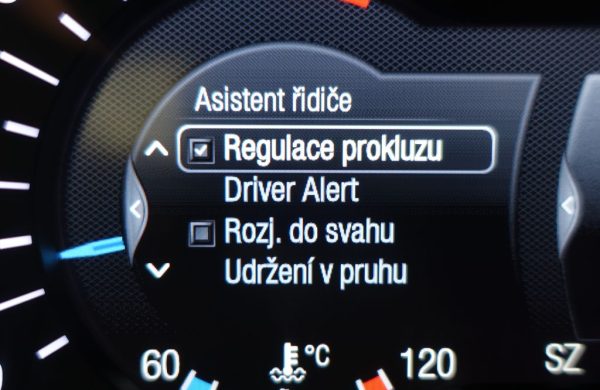 Asistent řidiče
Regulace prokluzu
Driver Alert
Rozj. do svahu
Udržení v pruhu
60 °C 120 SZ